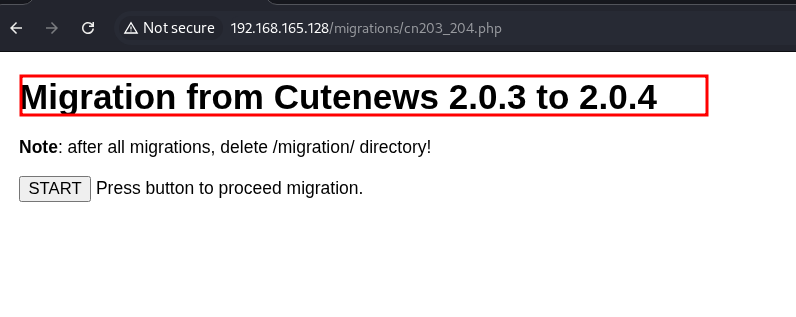 Not secure 192.168.165.128/migrations/cn203_204.php
Migration from Cutenews 2.0.3 to 2.0.4
Note: after all migrations, delete /migration/ directory!
START Press button to proceed migration.